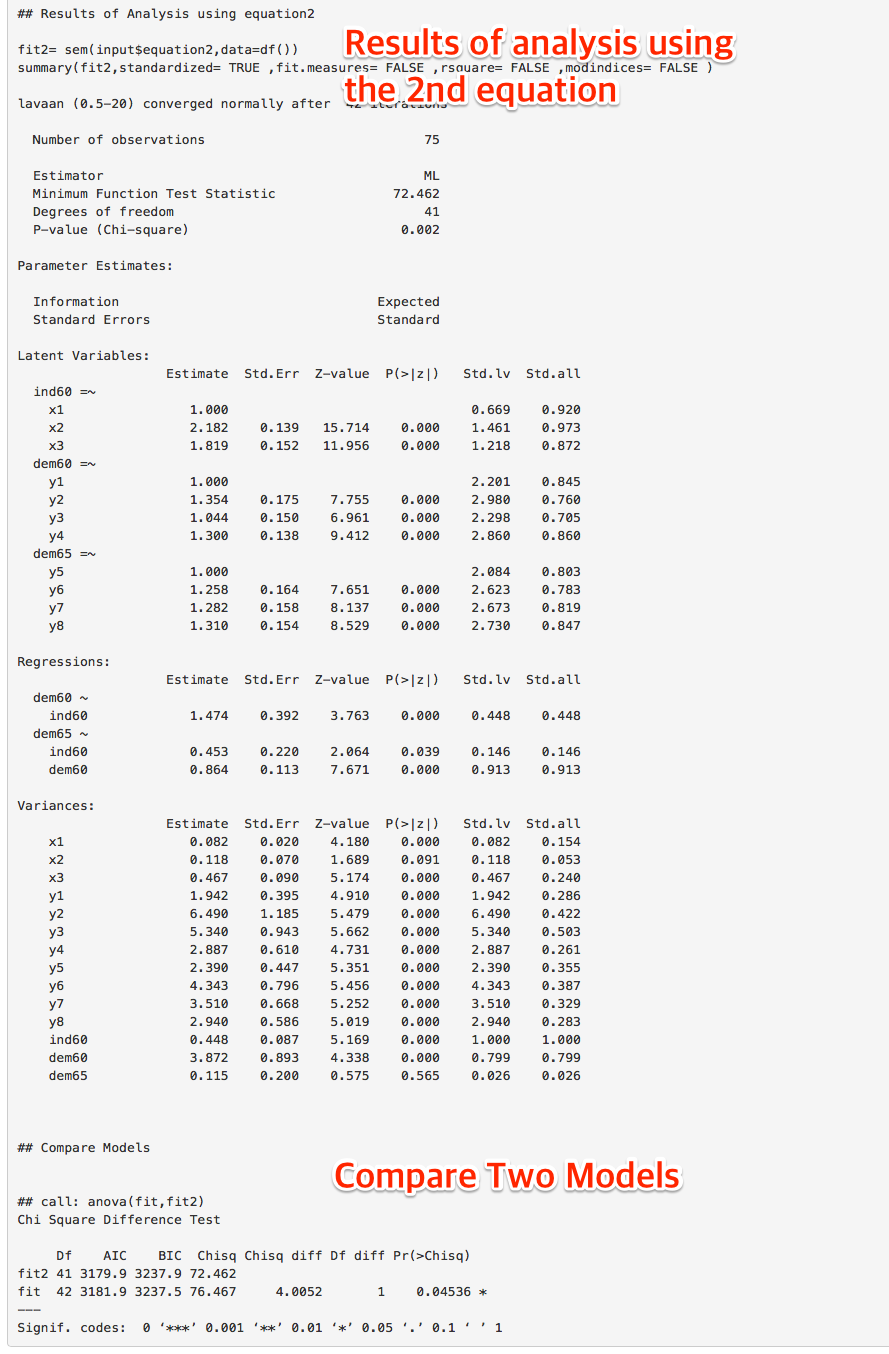 ## Results of Analysis using equation2
Results of analysis using
the 2nd equation
fit2= sem(input$equation2,data=df())
summary(fit2,standardized= TRUE ,fit.measures= FALSE ,rsquare= FALSE ,modindices= FALSE )
lavaan (0.5-20) converged normally after 42 iterations
Number of observations 75
Estimator ML
Minimum Function Test Statistic 72.462
Degrees of freedom 41
P-value (Chi-square) 0.002
Parameter Estimates:
Information Expected
Standard Errors Standard
Latent Variables:
Estimate Std.Err Z-value P(>|z|) Std.lv Std.all
ind60 =~
x1 1.000 0.669 0.920
x2 2.182 0.139 15.714 0.000 1.461 0.973
x3 1.819 0.152 11.956 0.000 1.218 0.872
dem60 =~
y1 1.000 2.201 0.845
y2 1.354 0.175 7.755 0.000 2.980 0.760
y3 1.044 0.150 6.961 0.000 2.298 0.705
y4 1.300 0.138 9.412 0.000 2.860 0.860
dem65 =~
y5 1.000 2.084 0.803
y6 1.258 0.164 7.651 0.000 2.623 0.783
y7 1.282 0.158 8.137 0.000 2.673 0.819
y8 1.310 0.154 8.529 0.000 2.730 0.847
Regressions:
Estimate Std.Err Z-value P(>|z|) Std.lv Std.all
dem60 ~
ind60 1.474 0.392 3.763 0.000 0.448 0.448
dem65 ~
ind60 0.453 0.220 2.064 0.039 0.146 0.146
dem60 0.864 0.113 7.671 0.000 0.913 0.913
Variances:
Estimate Std.Err Z-value P(>|z|) Std.lv Std.all
x1 0.082 0.020 4.180 0.000 0.082 0.154
x2 0.118 0.070 1.689 0.091 0.118 0.053
x3 0.467 0.090 5.174 0.000 0.467 0.240
y1 1.942 0.395 4.910 0.000 1.942 0.286
y2 6.490 1.185 5.479 0.000 6.490 0.422
y3 5.340 0.943 5.662 0.000 5.340 0.503
y4 2.887 0.610 4.731 0.000 2.887 0.261
y5 2.390 0.447 5.351 0.000 2.390 0.355
y6 4.343 0.796 5.456 0.000 4.343 0.387
y7 3.510 0.668 5.252 0.000 3.510 0.329
y8 2.940 0.586 5.019 0.000 2.940 0.283
ind60 0.448 0.087 5.169 0.000 1.000 1.000
dem60 3.872 0.893 4.338 0.000 0.799 0.799
dem65 0.115 0.200 0.575 0.565 0.026 0.026
## Compare Models
Compare Two Models
## call: anova(fit,fit2)
Chi Square Difference Test
Df AIC BIC Chisq Chisq diff Df diff Pr(>Chisq)
fit2 41 3179.9 3237.9 72.462
fit 42 3181.9 3237.5 76.467 4.0052 1 0.04536 *
---
Signif. codes: 0 ‘***’ 0.001 ‘**’ 0.01 ‘*’ 0.05 ‘.’ 0.1 ‘ ’ 1